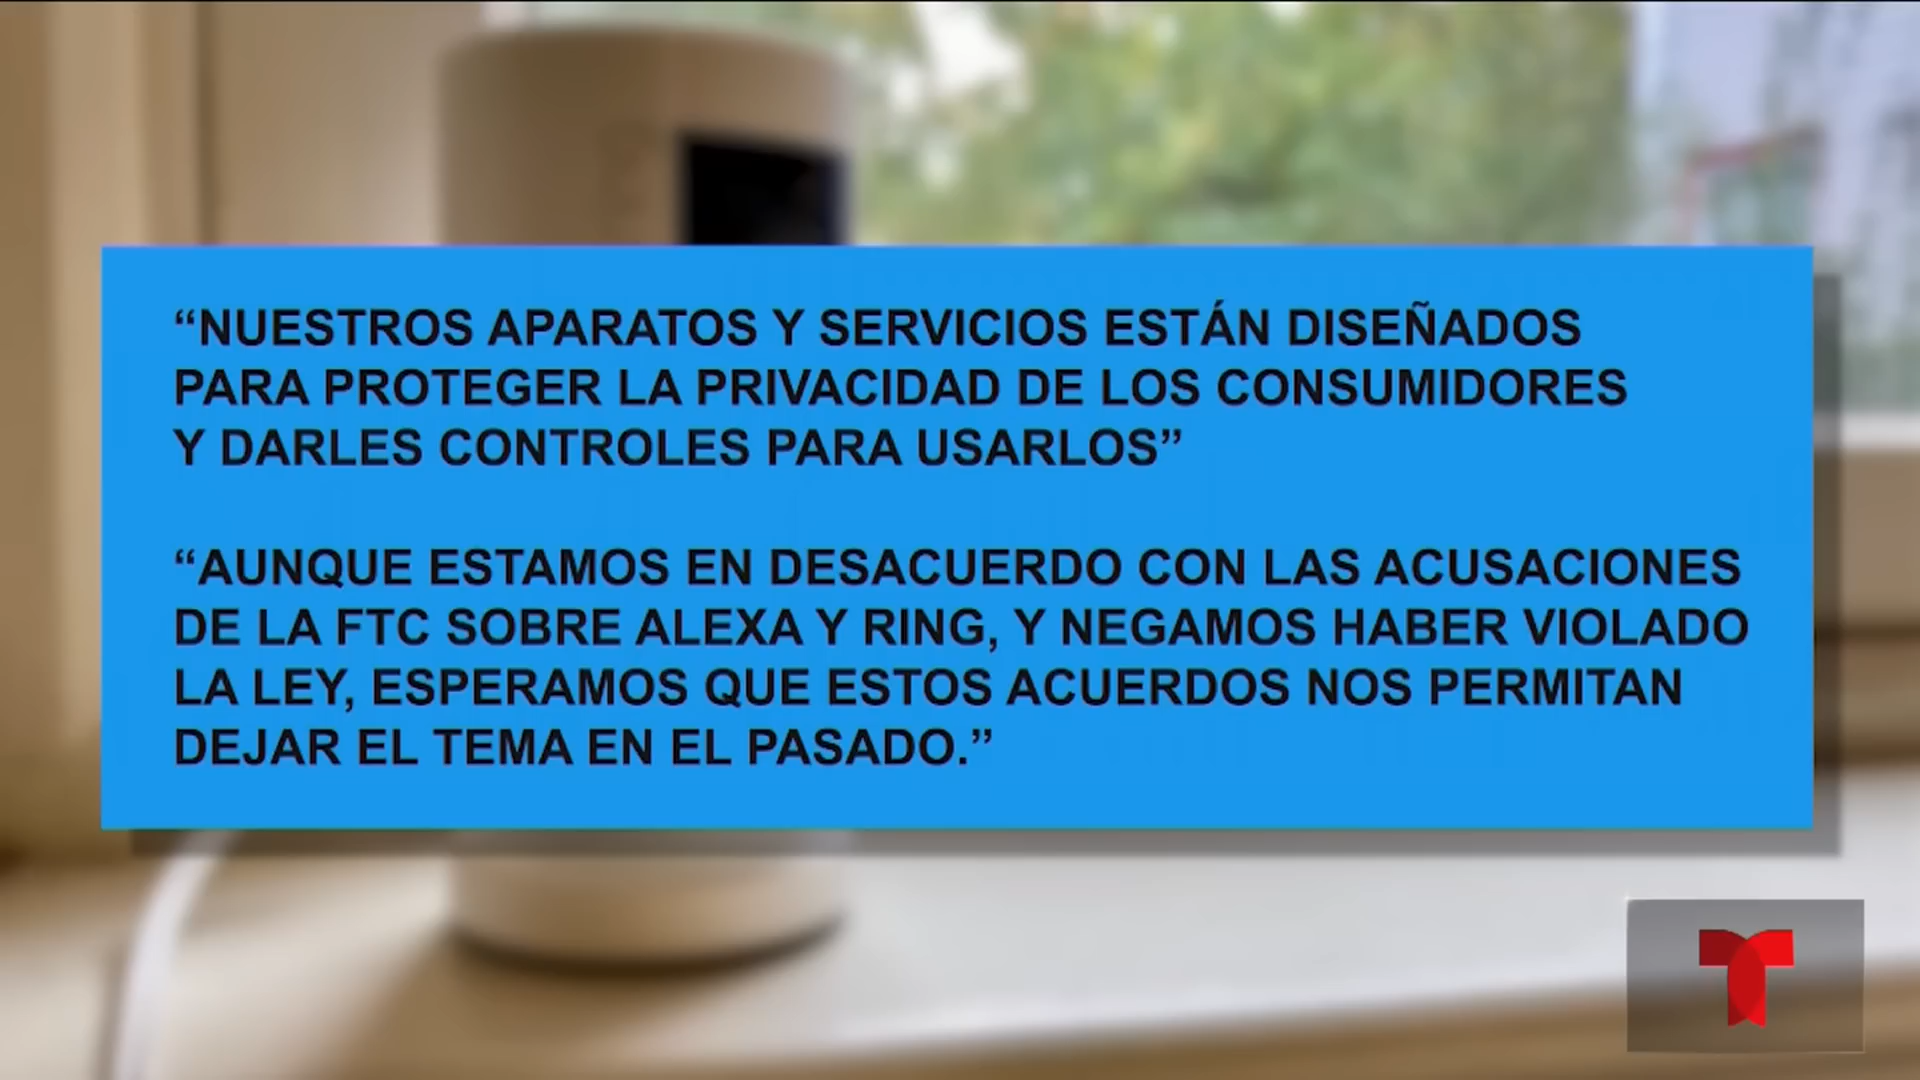 “NUESTROS APARATOS Y SERVICIOS ESTÁN DISEÑADOS
PARA PROTEGER LA PRIVACIDAD DE LOS CONSUMIDORES
Y DARLES CONTROLES PARA USARLOS”
“AUNQUE ESTAMOS EN DESACUERDO CON LAS ACUSACIONES
DE LA FTC SOBRE ALEXA Y RING, Y NEGAMOS HABER VIOLADO
LA LEY, ESPERAMOS QUE ESTOS ACUERDOS NOS PERMITAN
DEJAR EL TEMA EN EL PASADO.”